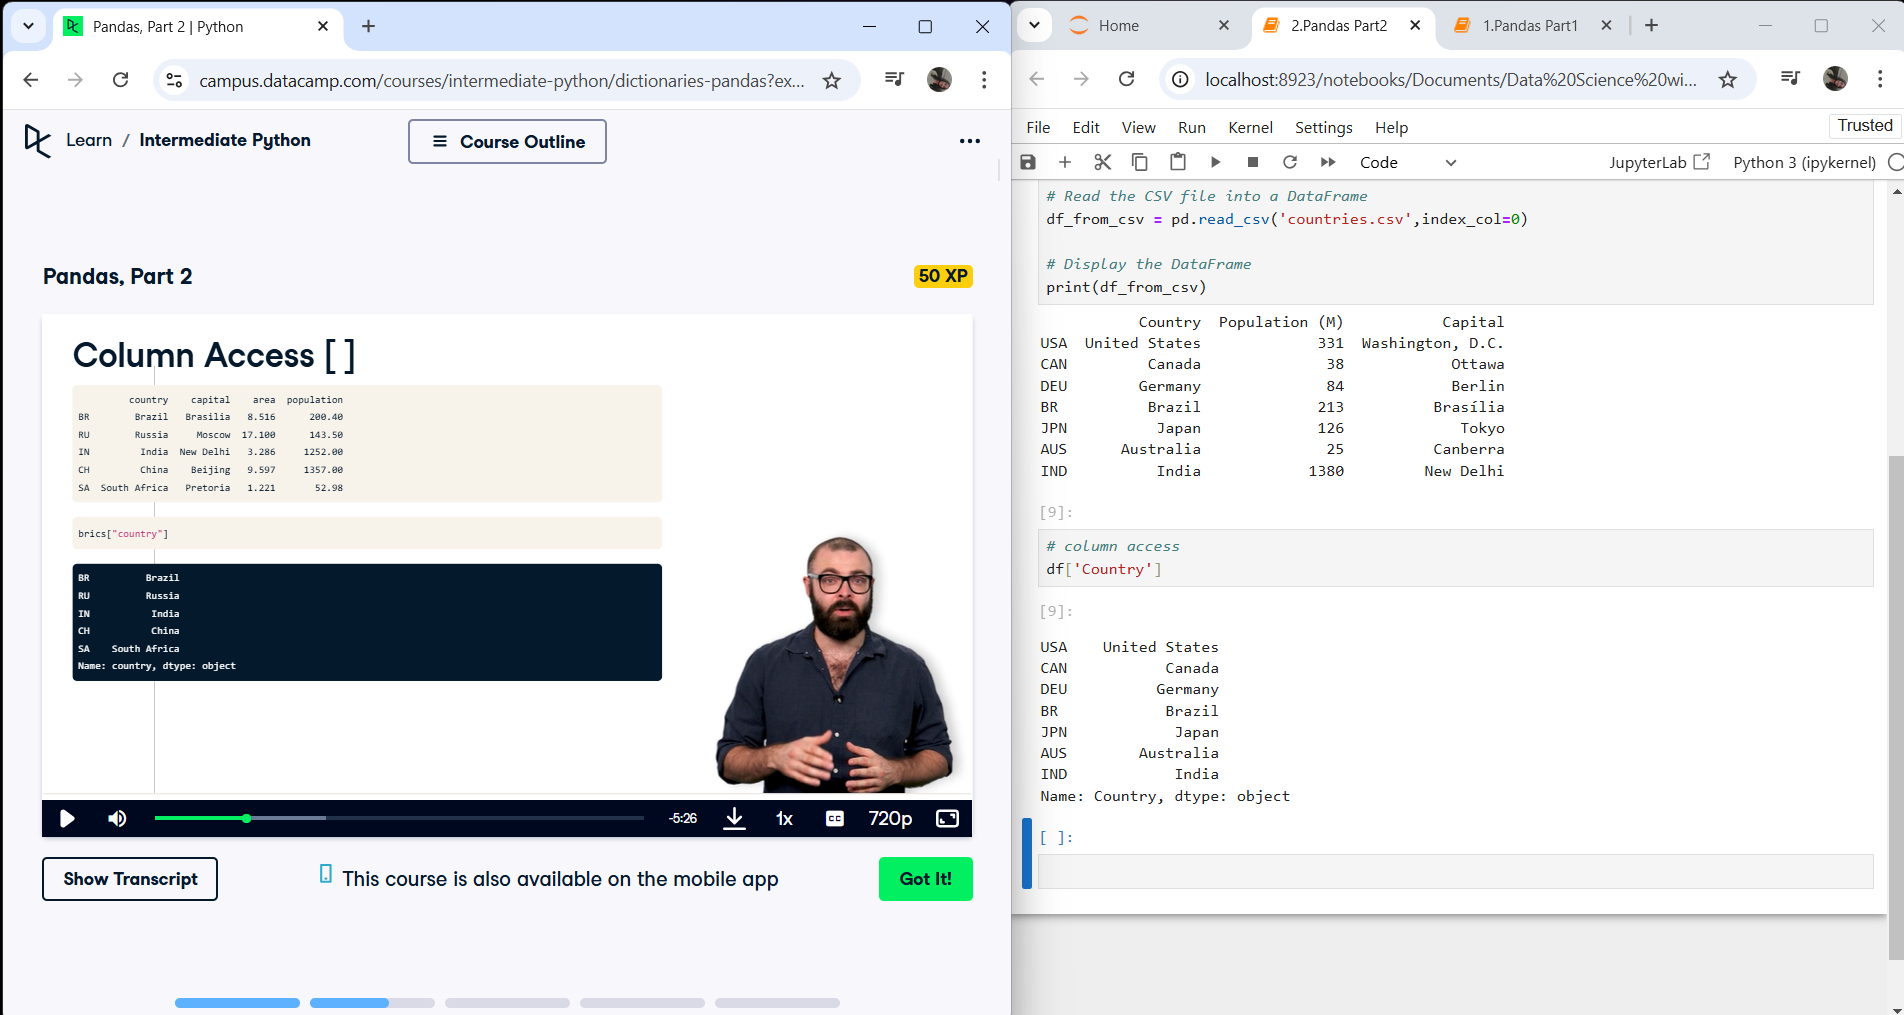 Pandas, Part 2 | Python
campus.datacamp.com/courses/intermediate-python/dictionaries-pandas?ex...
Learn / Intermediate Python
Course Outline
Pandas, Part 2
50 XP
Column Access [ ]
country capital area population
BR Brazil Brasilia 8.516 200.40
RU Russia Moscow 17.100 143.50
IN India New Delhi 3.286 1252.00
CH China Beijing 9.597 1357.00
SA South Africa Pretoria 1.221 52.98
brics["country"]
BR Brazil
RU Russia
IN India
CH China
SA South Africa
Name: country, dtype: object
-5:26
1x
CC
720p
Show Transcript
This course is also available on the mobile app
Got It!
Home
2.Pandas Part2
1.Pandas Part1
localhost:8923/notebooks/Documents/Data%20Science%20wi...
File Edit View Run Kernel Settings Help
Trusted
Code
JupyterLab
Python 3 (ipykernel)
# Read the CSV file into a DataFrame
df_from_csv = pd.read_csv('countries.csv',index_col=0)
# Display the DataFrame
print(df_from_csv)
Country Population (M) Capital
USA United States 331 Washington, D.C.
CAN Canada 38 Ottawa
DEU Germany 84 Berlin
BR Brazil 213 Brasília
JPN Japan 126 Tokyo
AUS Australia 25 Canberra
IND India 1380 New Delhi
[9]:
# column access
df['Country']
[9]:
USA United States
CAN Canada
DEU Germany
BR Brazil
JPN Japan
AUS Australia
IND India
Name: Country, dtype: object
[ ]: